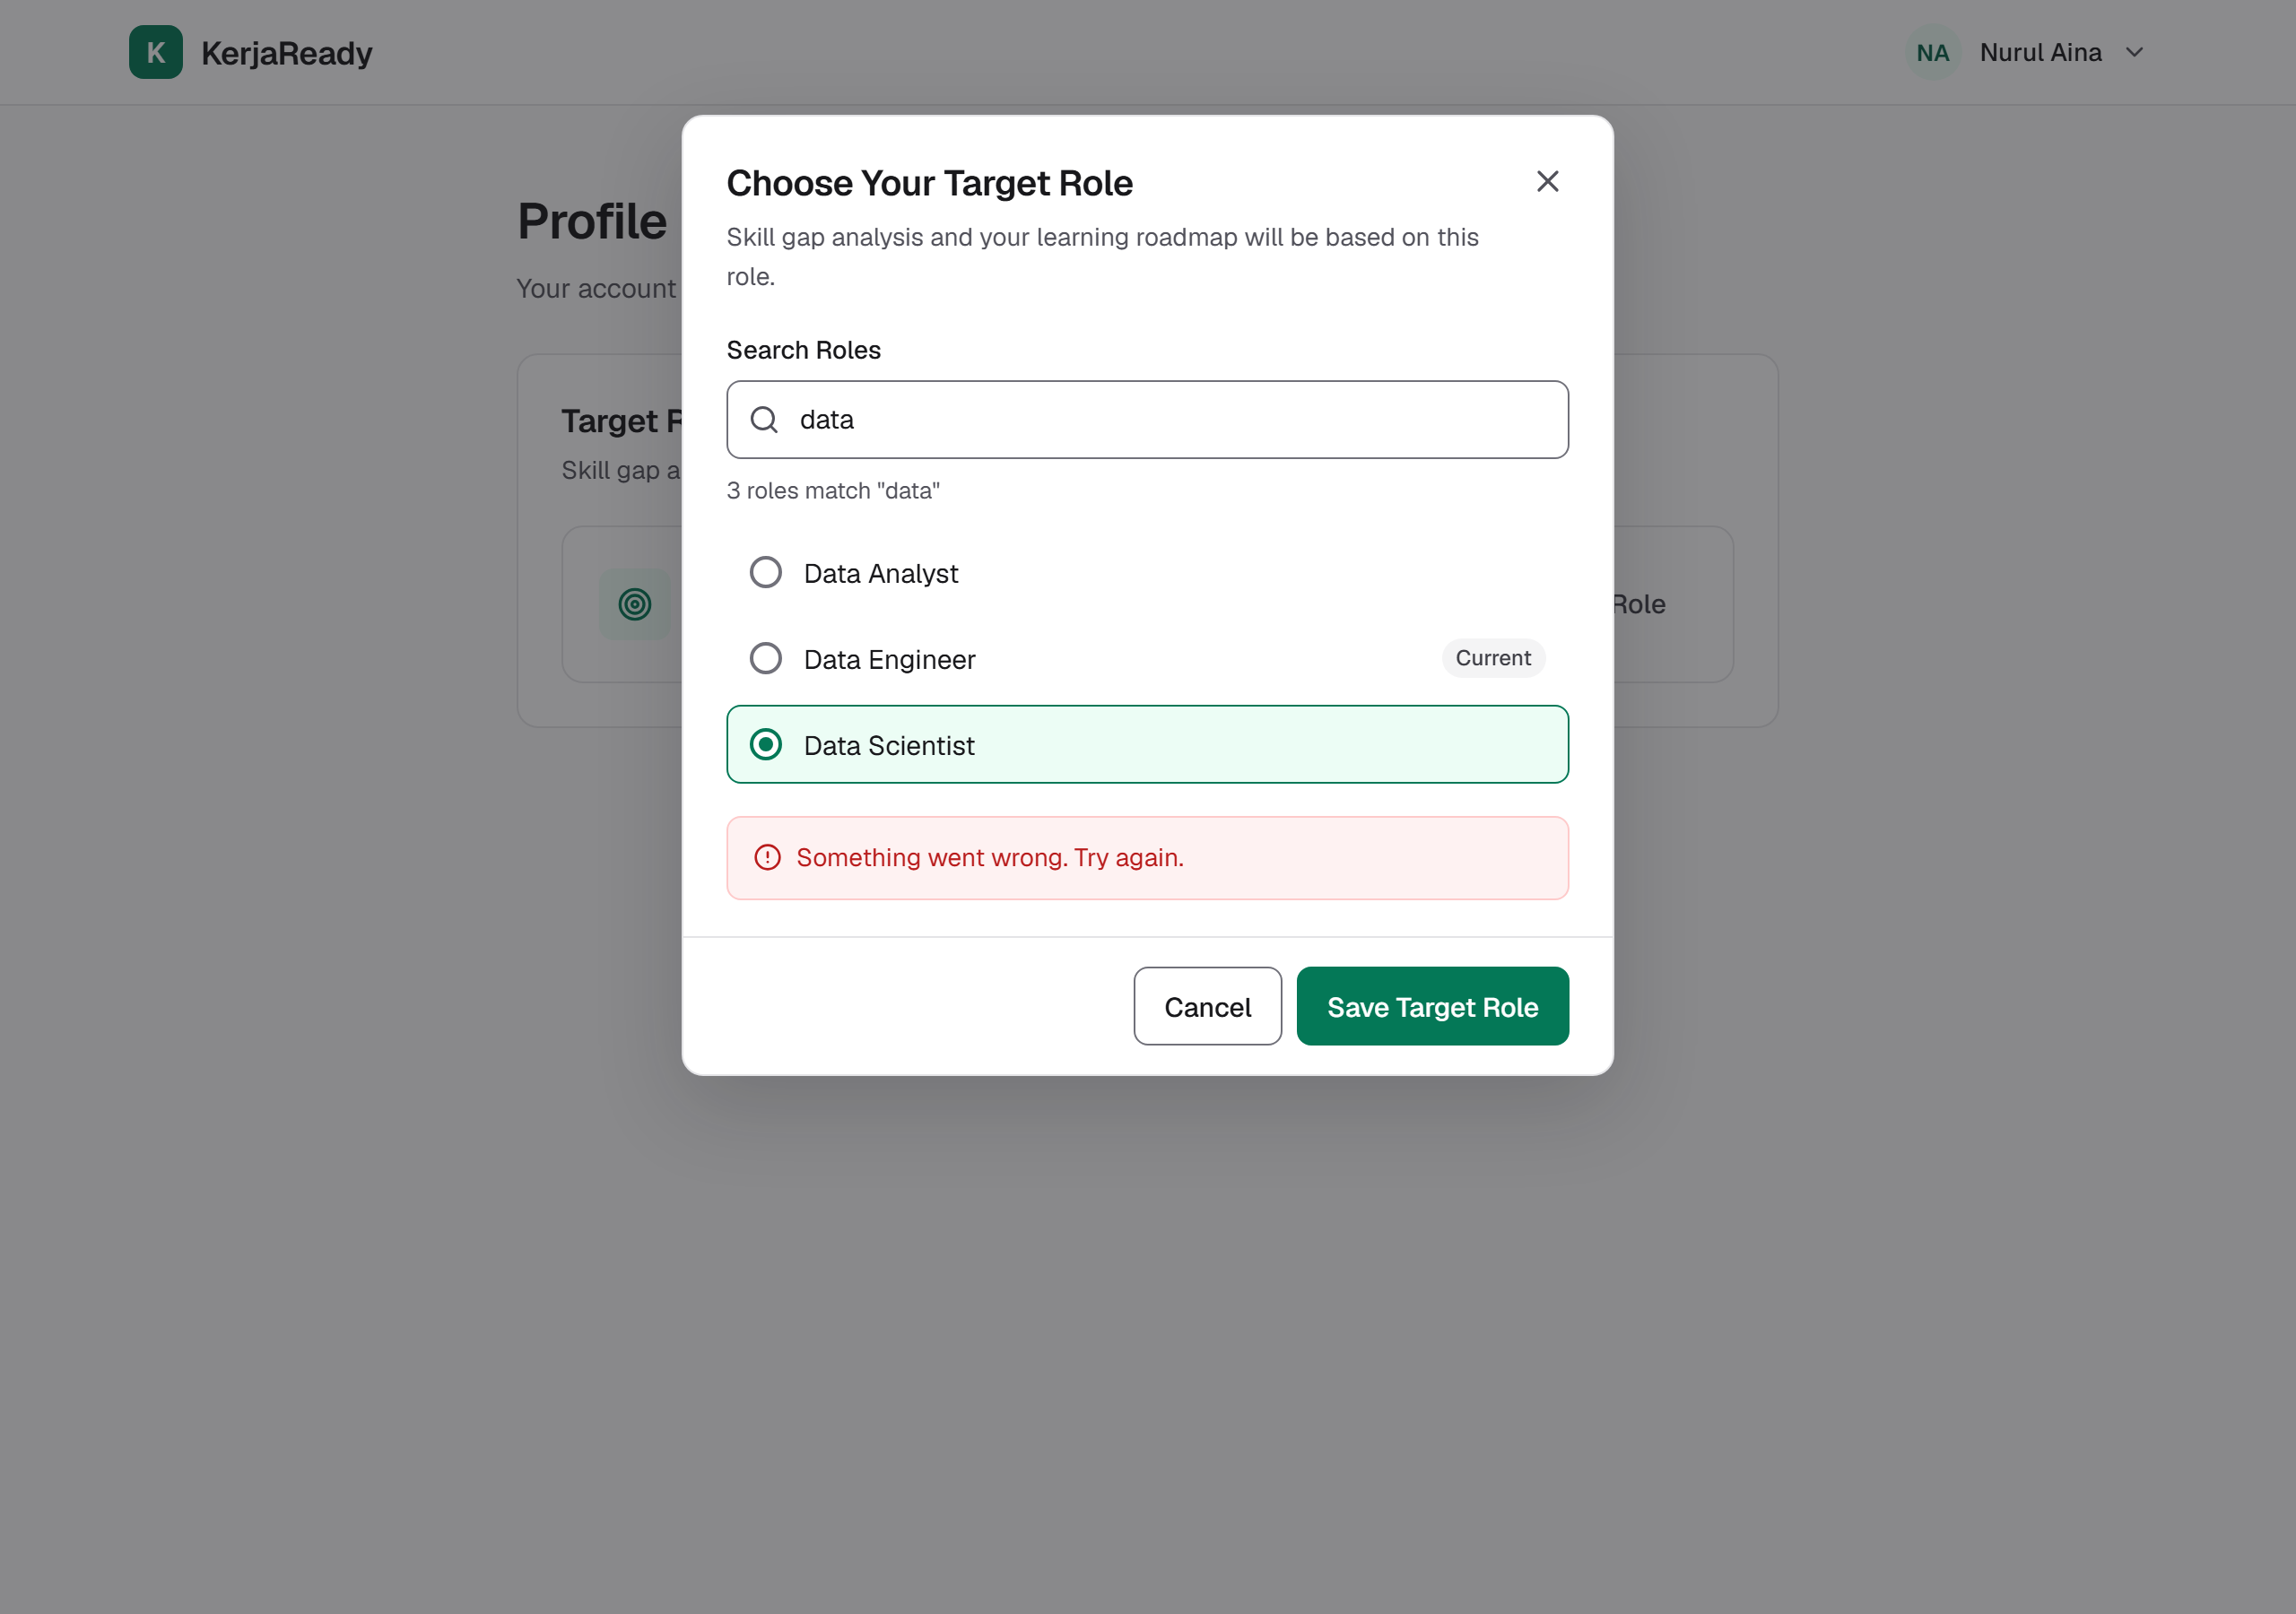 K KerjaReady
NA Nurul Aina
Choose Your Target Role
Skill gap analysis and your learning roadmap will be based on this
role.
Profile
Your account
Search Roles
data
3 roles match "data"
Target R
Skill gap a
Data Analyst
Role
Data Engineer
Current
Data Scientist
Something went wrong. Try again.
Cancel
Save Target Role